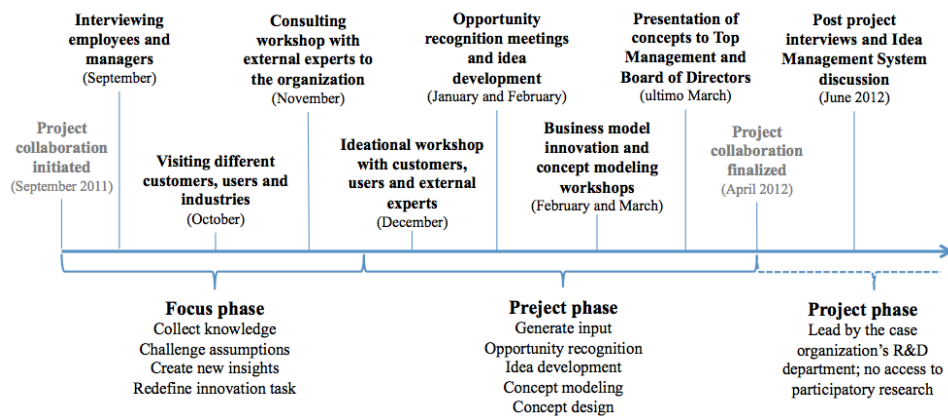 Interviewing
employees and
managers
(September)
Consulting
workshop with
external experts to
the organization
(November)
Opportunity
recognition meetings
and idea
development
(January and February)
Presentation of
concepts to Top
Management and
Board of Directors
(ultimo March)
Post project
interviews and Idea
Management System
discussion
(June 2012)
Project
collaboration
initiated
(September 2011)
Visiting different
customers, users and
industries
(October)
Ideational workshop
with customers,
users and external
experts
(December)
Business model
innovation and
concept modeling
workshops
(February and March)
Project
collaboration
finalized
(April 2012)
Focus phase
Collect knowledge
Challenge assumptions
Create new insights
Redefine innovation task
Preject phase
Generate input
Opportunity recognition
Idea development
Concept modeling
Concept design
Project phase
Lead by the case
organization's R&D
department; no access to
participatory research